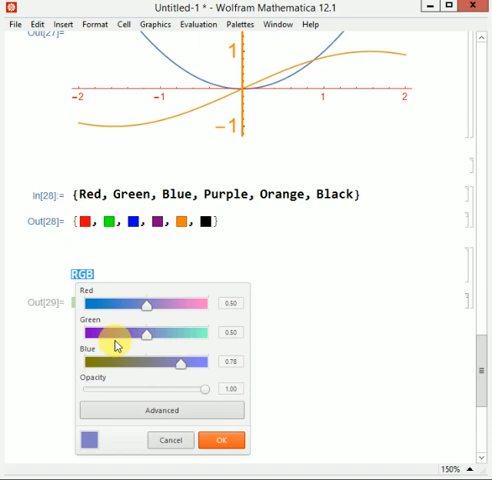 Untitled-1 * - Wolfram Mathematica 12.1
File Edit Insert Format Cell Graphics Evaluation Palettes Window Help
Out[27]=
1
-2 -1 1 2
-1
In[28]:= {Red, Green, Blue, Purple, Orange, Black}
Out[28]= { , , , , , }
RGB
Red
Out[29]= 0.50
Green
0.50
Blue
0.78
Opacity
1.00
Advanced
Cancel OK
150%